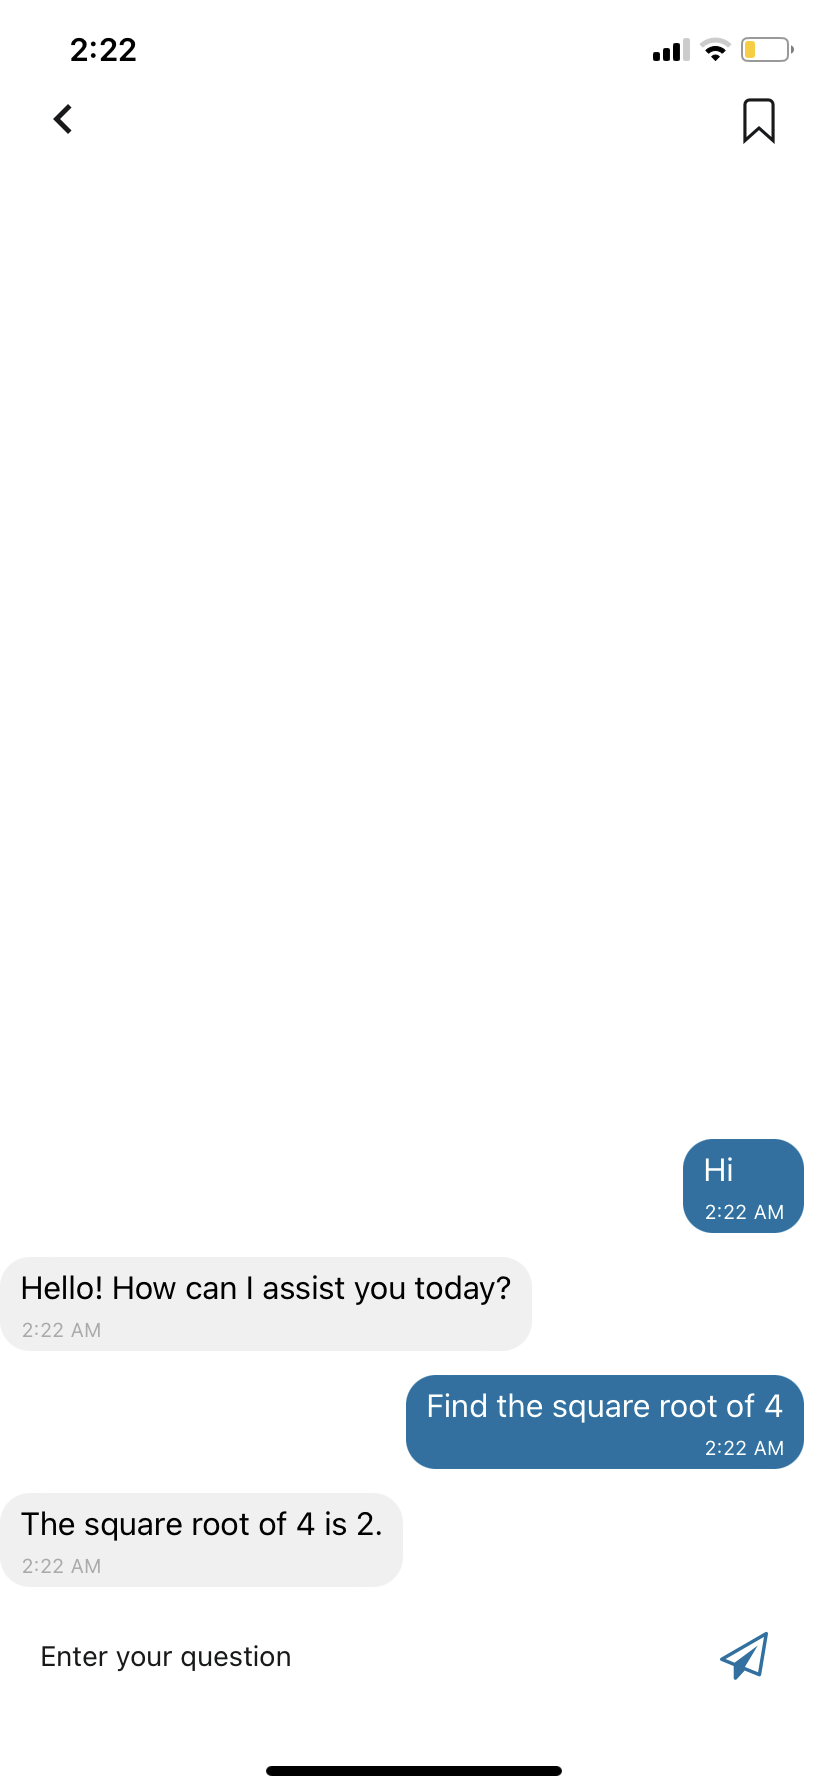 2:22
Hi
2:22 AM
Hello! How can I assist you today?
2:22 AM
Find the square root of 4
2:22 AM
The square root of 4 is 2.
2:22 AM
Enter your question